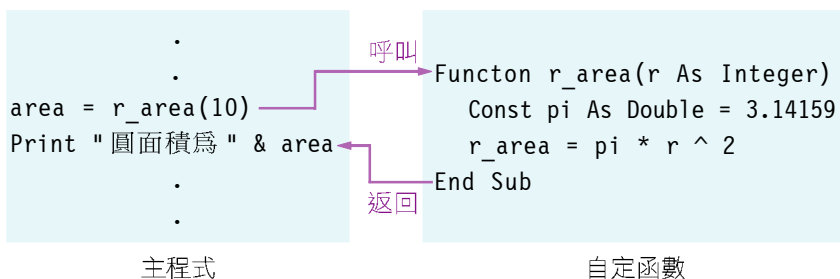 .
.
area = r_area(10)
Print "圓面積為" & area
.
.
主程式
呼叫
返回
Functon r_area(r As Integer)
Const pi As Double = 3.14159
r_area = pi * r ^ 2
End Sub
自定函數